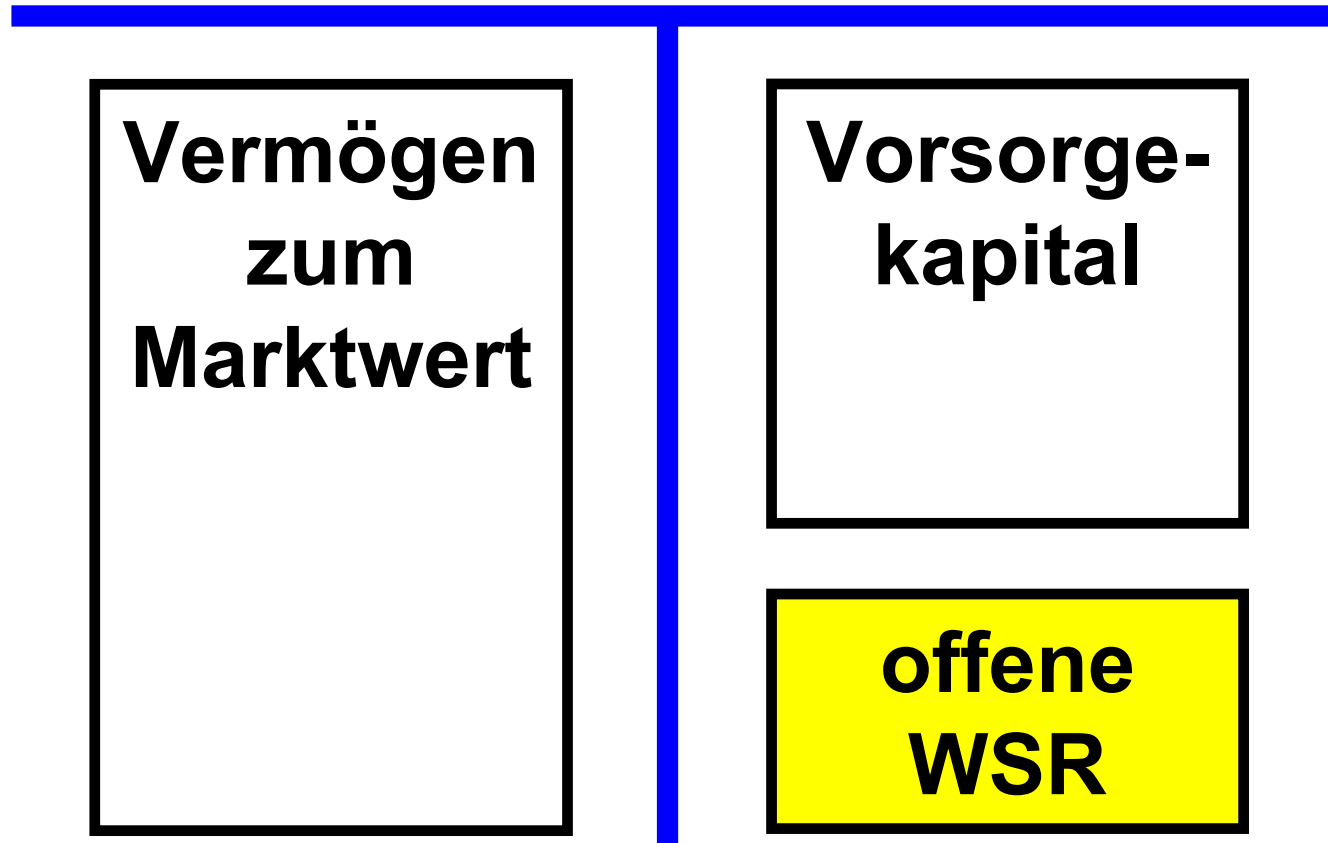 Vermögen
zum
Marktwert
Vorsorge-
kapital
offene
WSR